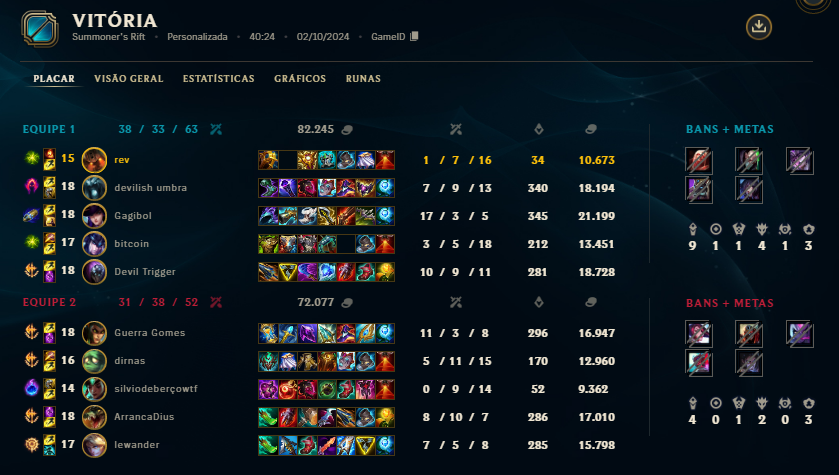 VITÓRIA
Summoner's Rift • Personalizada • 40:24 • 02/10/2024 • GameID
PLACAR VISÃO GERAL ESTATÍSTICAS GRÁFICOS RUNAS
EQUIPE 1 38 / 33 / 63 82.245 BANS + METAS
15 rev 1 / 7 / 16 34 10.673
18 devilish umbra 7 / 9 / 13 340 18.194
18 Gagibol 17 / 3 / 5 345 21.199
17 bitcoin 3 / 5 / 18 212 13.451
9 1 1 4 1 3
18 Devil Trigger 10 / 9 / 11 281 18.728
EQUIPE 2 31 / 38 / 52 72.077 BANS + METAS
18 Guerra Gomes 11 / 3 / 8 296 16.947
16 dirnas 5 / 11 / 15 170 12.960
14 silviodeberçowtf 0 / 9 / 14 52 9.362
18 ArrancaDius 8 / 10 / 7 286 17.010
4 0 1 2 0 3
17 lewander 7 / 5 / 8 285 15.798